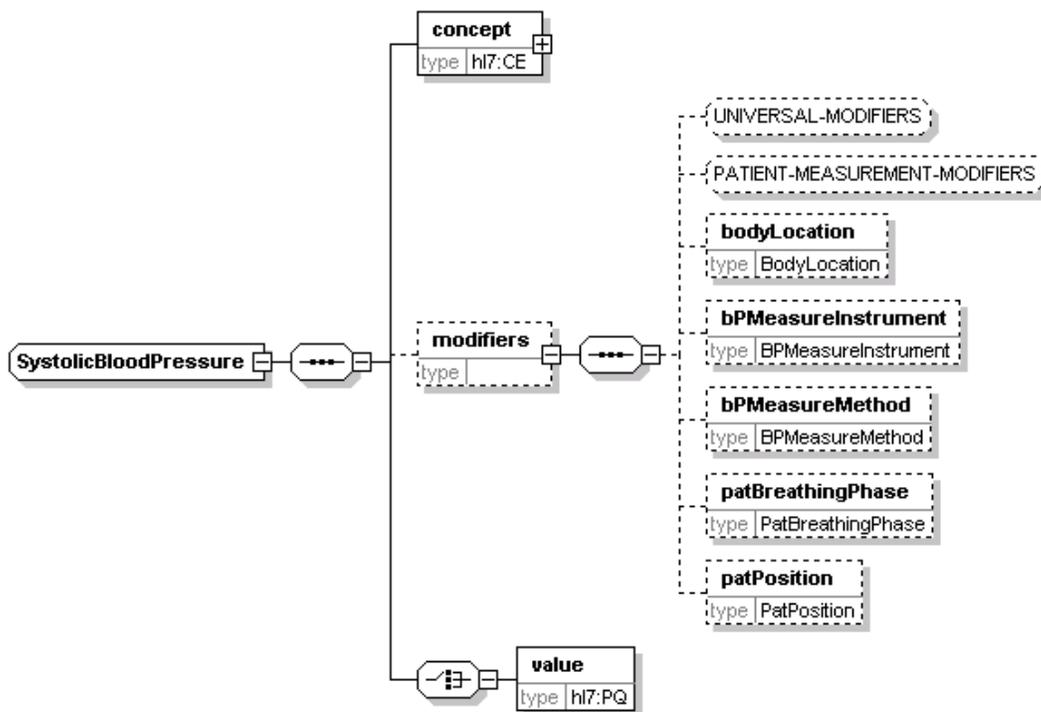 concept
type hl7:CE
UNIVERSAL-MODIFIERS
PATIENT-MEASUREMENT-MODIFIERS
bodyLocation
type BodyLocation
bPMeasureInstrument
type BPMeasureInstrument
SystolicBloodPressure
modifiers
type
bPMeasureMethod
type BPMeasureMethod
patBreathingPhase
type PatBreathingPhase
patPosition
type PatPosition
value
type hl7:PQ